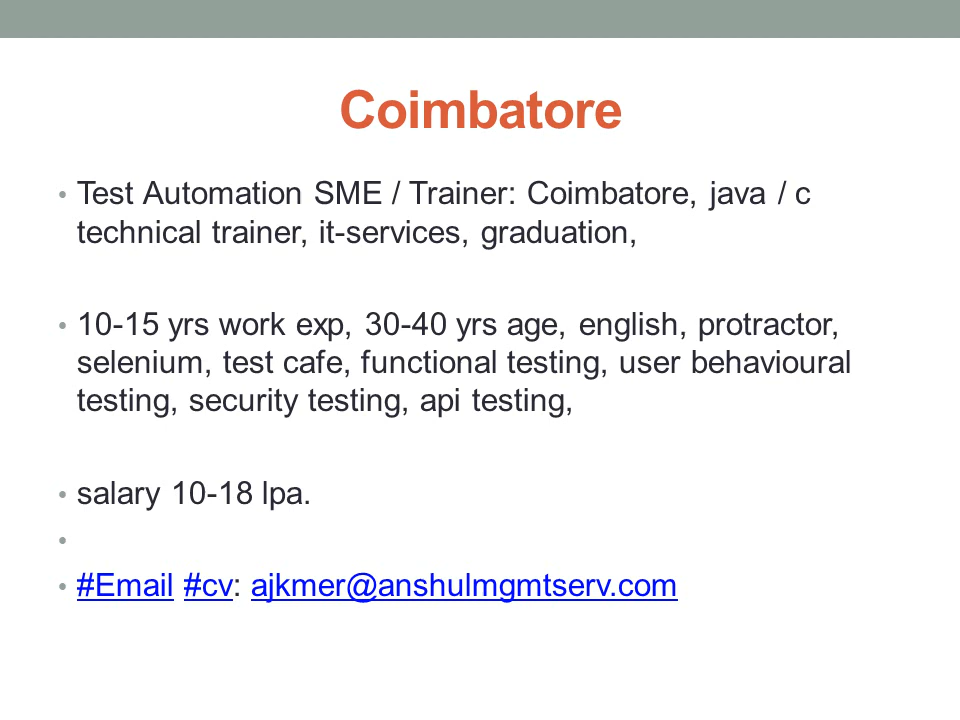 Coimbatore
• Test Automation SME / Trainer: Coimbatore, java / c
technical trainer, it-services, graduation,
• 10-15 yrs work exp, 30-40 yrs age, english, protractor,
selenium, test cafe, functional testing, user behavioural
testing, security testing, api testing,
• salary 10-18 lpa.
•
• #Email #cv: ajkmer@anshulmgmtserv.com